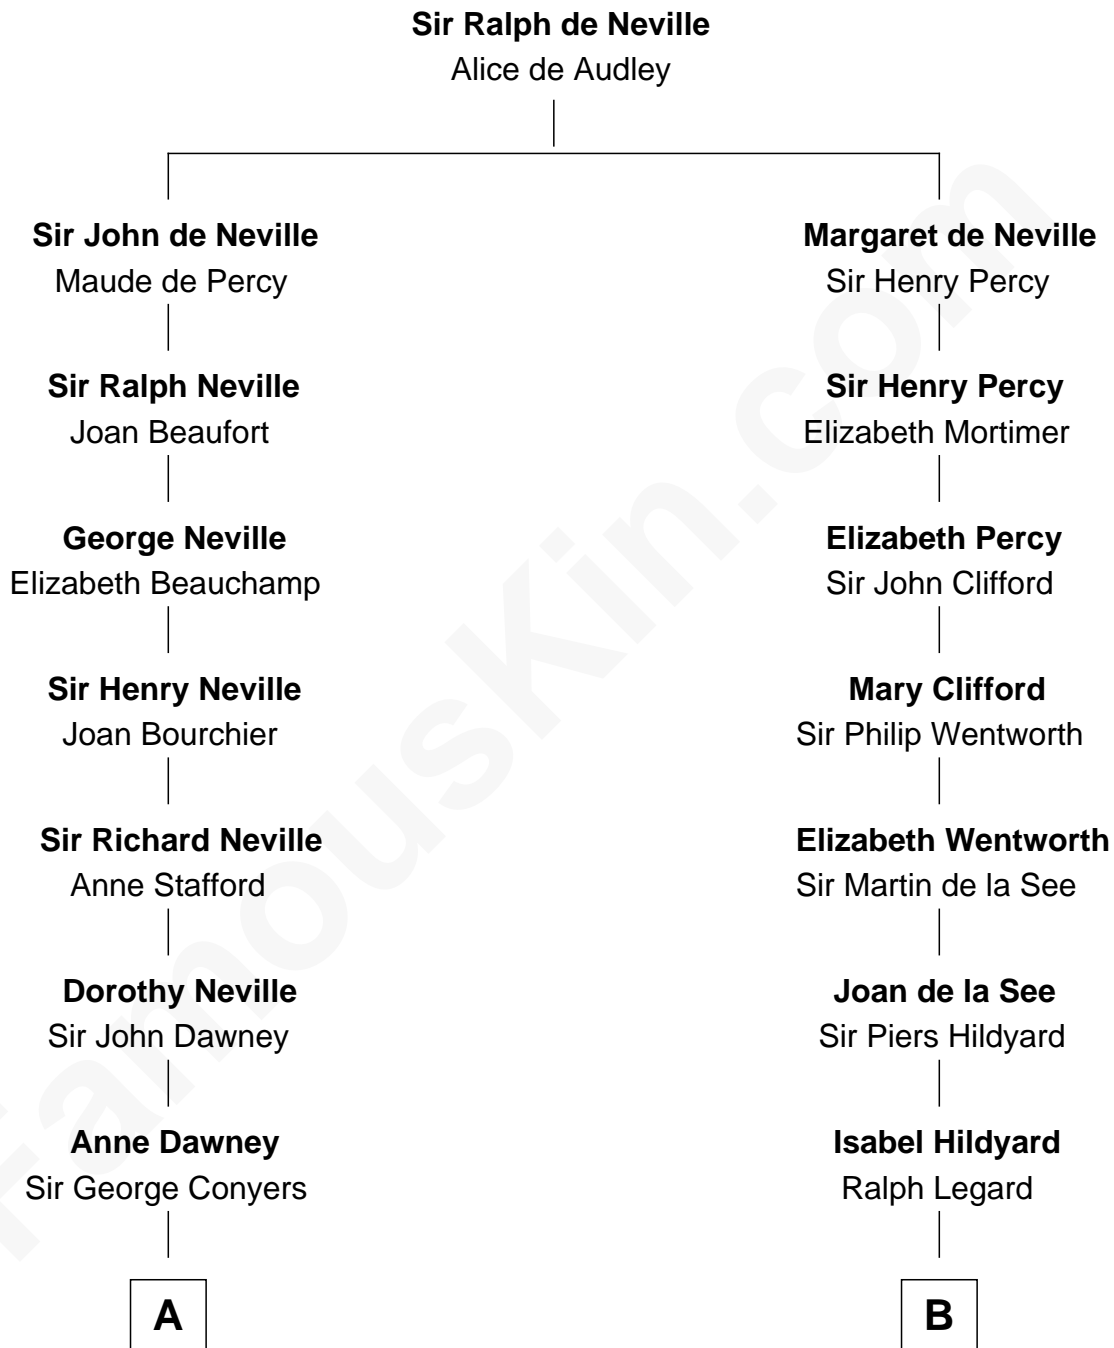 Sir Ralph de Neville
Alice de Audley
Sir John de Neville
Maude de Percy
Margaret de Neville
Sir Henry Percy
Sir Ralph Neville
Joan Beaufort
Sir Henry Percy
Elizabeth Mortimer
George Neville
Elizabeth Beauchamp
Elizabeth Percy
Sir John Clifford
Sir Henry Neville
Joan Bourchier
Mary Clifford
Sir Philip Wentworth
Sir Richard Neville
Anne Stafford
Elizabeth Wentworth
Sir Martin de la See
Dorothy Neville
Sir John Dawney
Joan de la See
Sir Piers Hildyard
Anne Dawney
Sir George Conyers
Isabel Hildyard
Ralph Legard
A
B
FamousKin.com